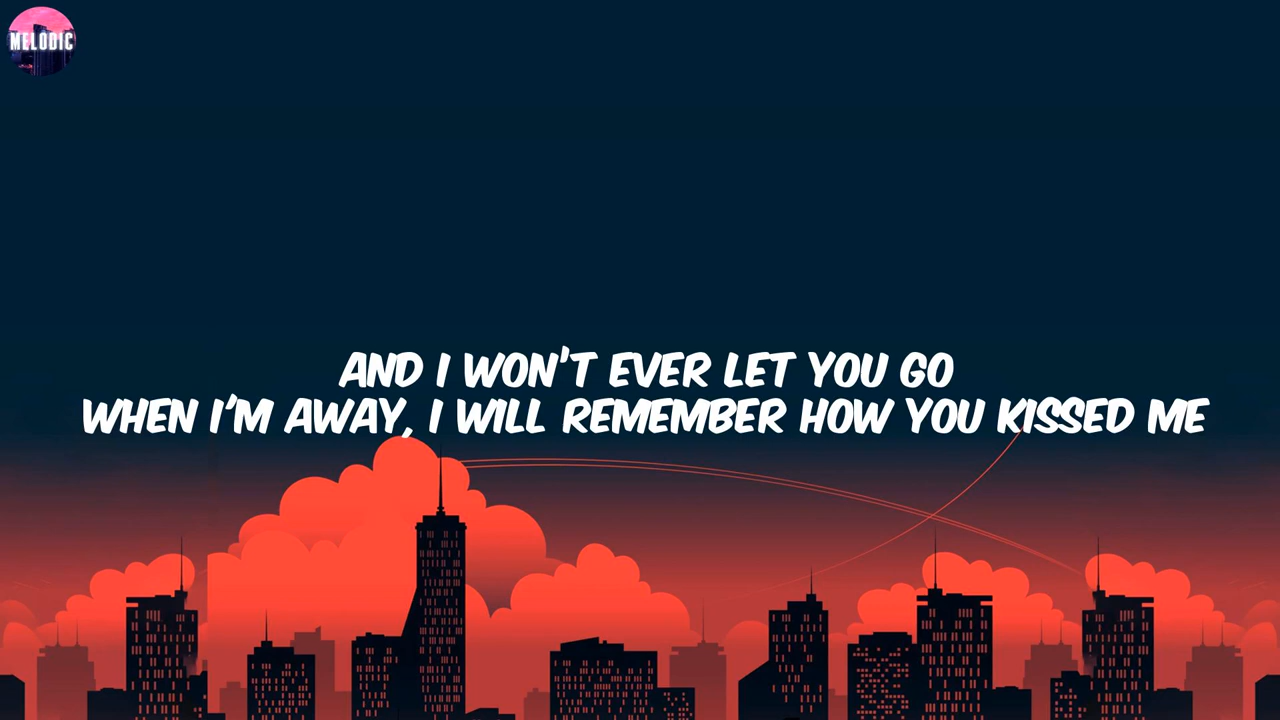 MELODIC
AND I WON'T EVER LET YOU GO
WHEN I'M AWAY, I WILL REMEMBER HOW YOU KISSED ME